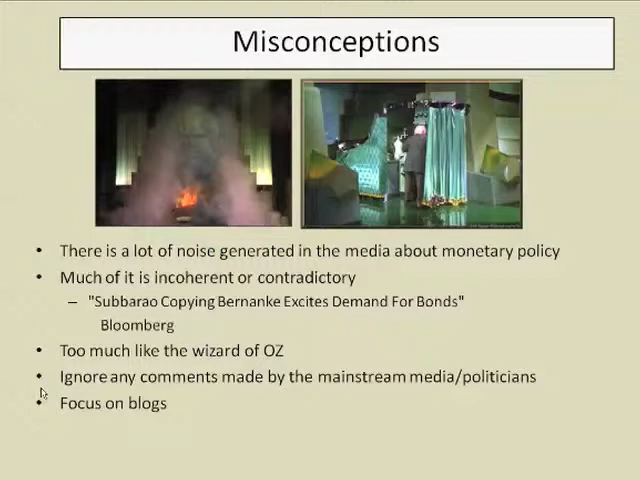 Misconceptions
• There is a lot of noise generated in the media about monetary policy
• Much of it is incoherent or contradictory
– "Subbarao Copying Bernanke Excites Demand For Bonds"
Bloomberg
• Too much like the wizard of OZ
• Ignore any comments made by the mainstream media/politicians
• Focus on blogs